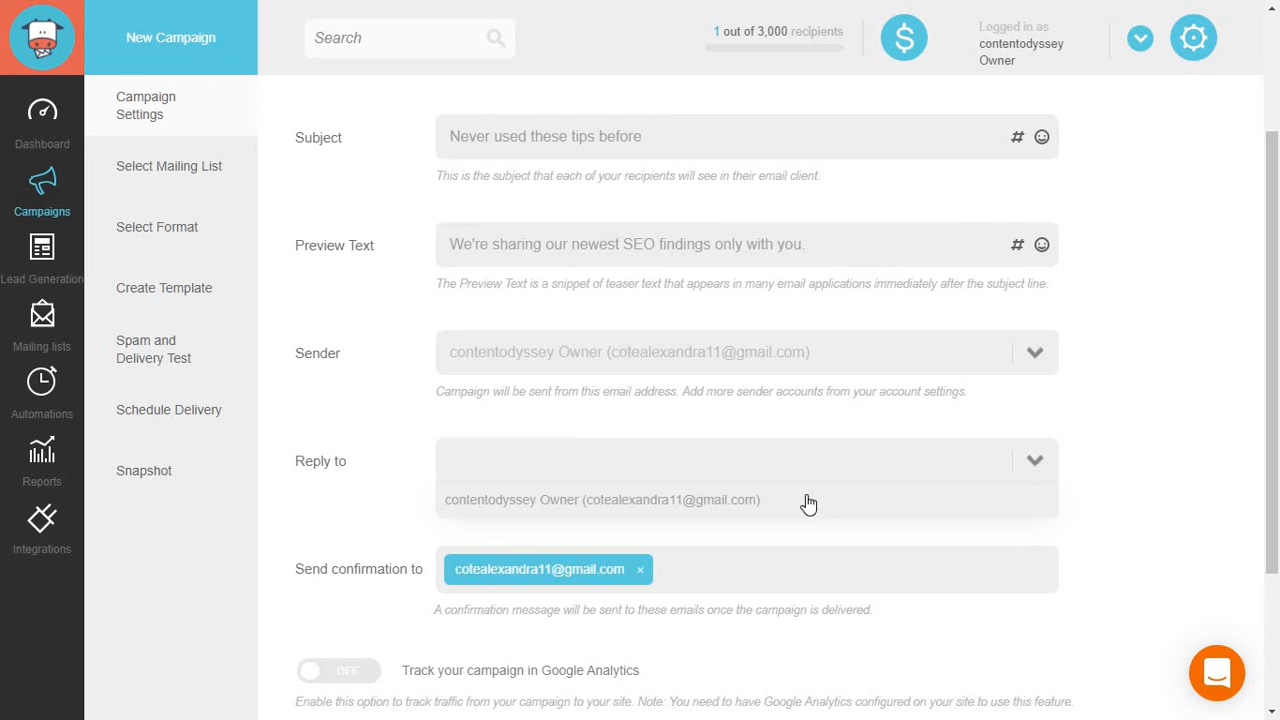 New Campaign
Search
1 out of 3,000 recipients
$
Logged in as
contentodyssey
Owner
Dashboard
Campaigns
Lead Generation
Mailing lists
Automations
Reports
Integrations
Campaign
Settings
Select Mailing List
Select Format
Create Template
Spam and
Delivery Test
Schedule Delivery
Snapshot
Subject
Never used these tips before
#
This is the subject that each of your recipients will see in their email client.
Preview Text
We're sharing our newest SEO findings only with you.
#
The Preview Text is a snippet of teaser text that appears in many email applications immediately after the subject line.
Sender
contentodyssey Owner (cotealexandra11@gmail.com)
Campaign will be sent from this email address. Add more sender accounts from your account settings.
Reply to
contentodyssey Owner (cotealexandra11@gmail.com)
Send confirmation to
cotealexandra11@gmail.com ×
A confirmation message will be sent to these emails once the campaign is delivered.
OFF
Track your campaign in Google Analytics
Enable this option to track traffic from your campaign to your site. Note: You need to have Google Analytics configured on your site to use this feature.